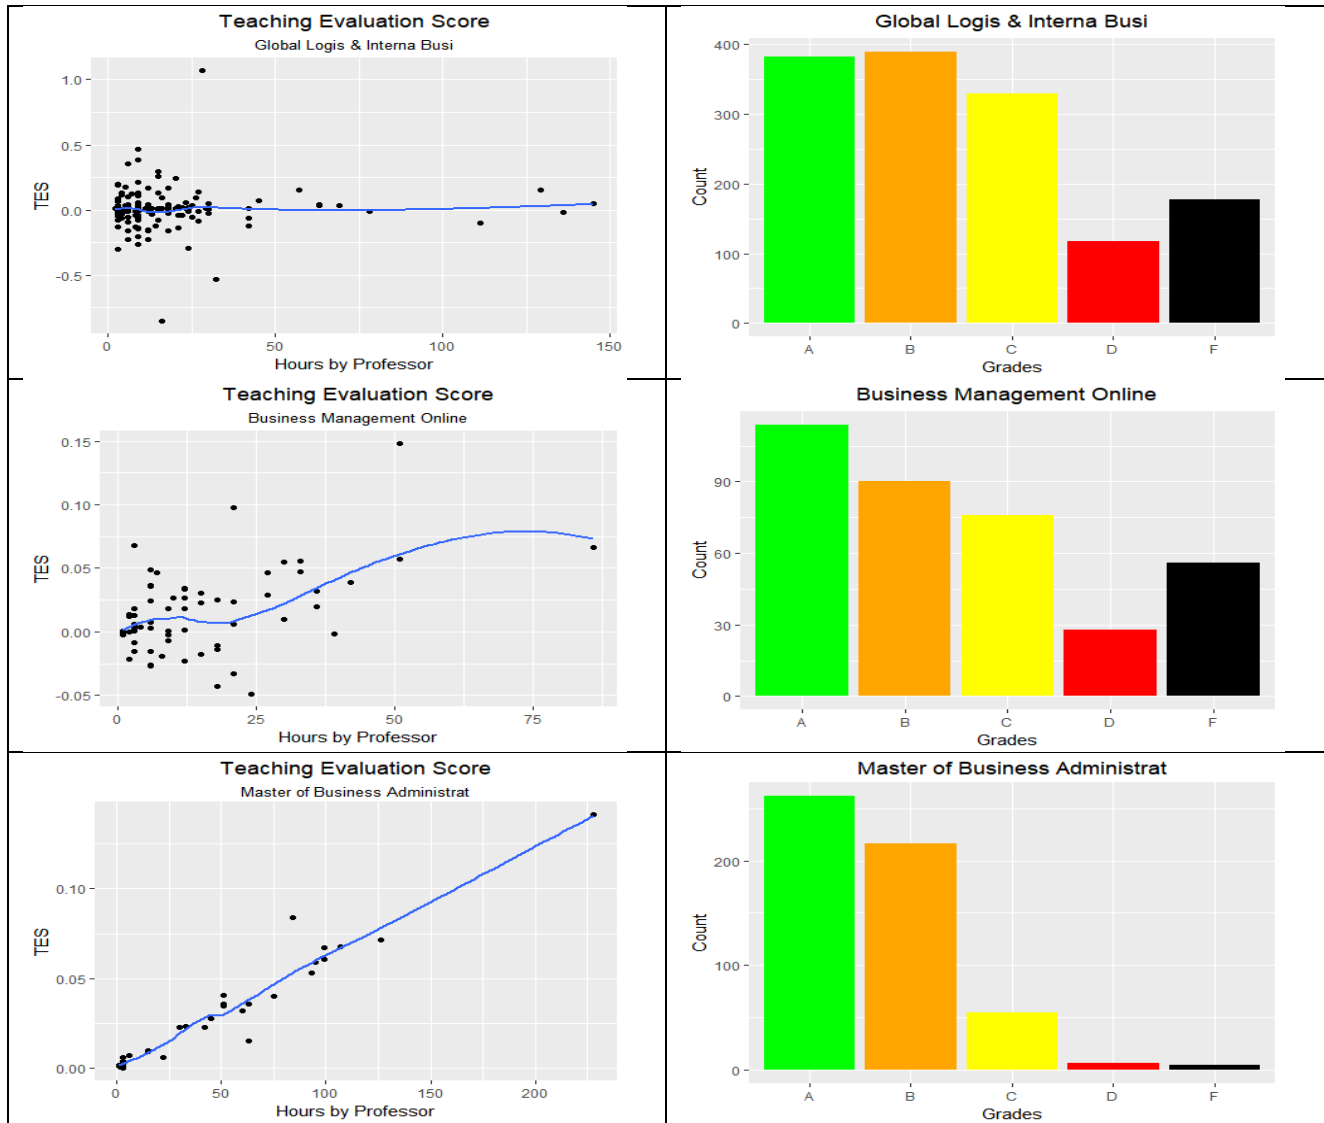 Teaching Evaluation Score
Global Logis & Interna Busi
TES
1.0
0.5
0.0
-0.5
0 50 100 150
Hours by Professor
Global Logis & Interna Busi
Count
400
300
200
100
0
A B C D F
Grades
Teaching Evaluation Score
Business Management Online
TES
0.15
0.10
0.05
0.00
-0.05
0 25 50 75
Hours by Professor
Business Management Online
Count
90
60
30
0
A B C D F
Grades
Teaching Evaluation Score
Master of Business Administrat
TES
0.10
0.05
0.00
0 50 100 150 200
Hours by Professor
Master of Business Administrat
Count
200
100
0
A B C D F
Grades